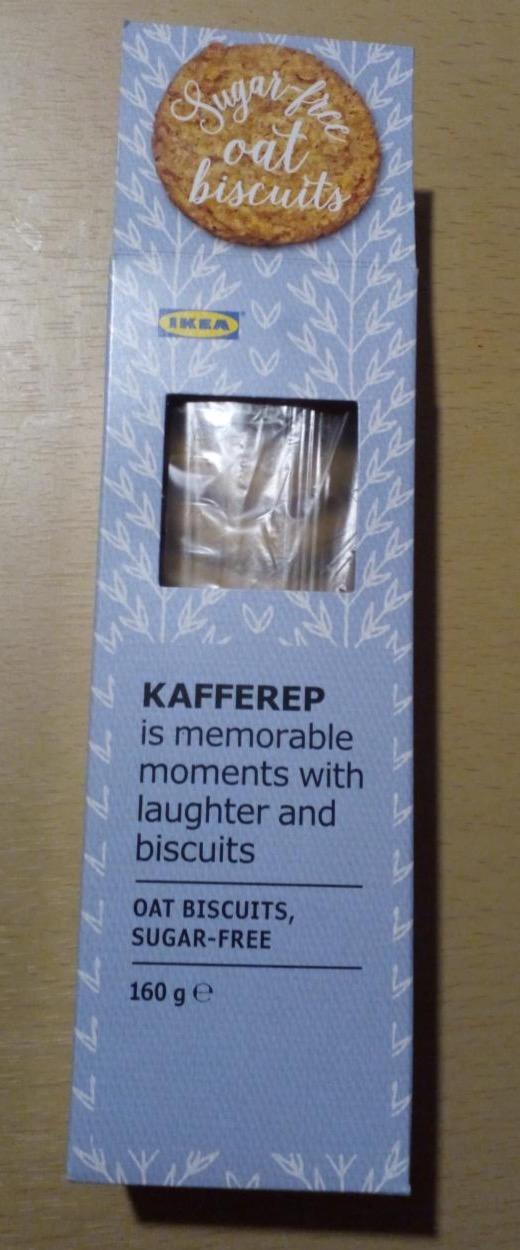 Sugar-free
oat
biscuits
IKEA
KAFFEREP
is memorable
moments with
laughter and
biscuits
OAT BISCUITS,
SUGAR-FREE
160 g ℮